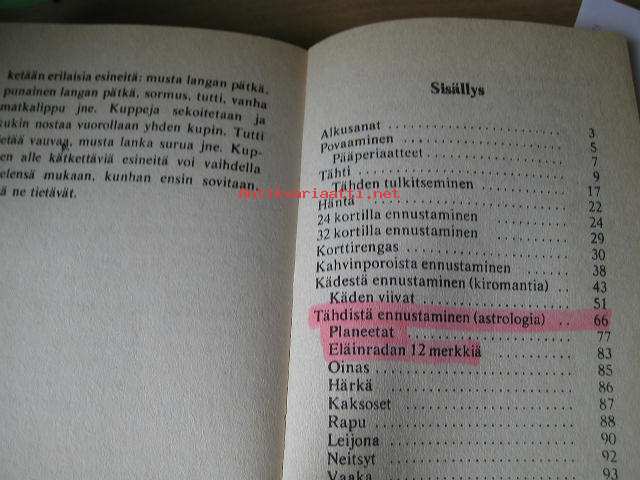 ketään erilaisia esineitä: musta langan pätkä,
punainen langan pätkä, sormus, tutti, vanha
matkalippu jne. Kuppeja sekoitetaan ja
ukin nostaa vuorollaan yhden kupin. Tutti
ietää vauvaa, musta lanka surua jne. Kup-
en alle kätkettäviä esineitä voi vaihdella
elensä mukaan, kunhan ensin sovitaan
ä ne tietävät.
Antikvariaatti.net
Sisällys
Alkusanat 3
Povaaminen 5
Pääperiaatteet 7
Tähti 9
Tähden tulkitseminen 17
Häntä 22
24 kortilla ennustaminen 24
32 kortilla ennustaminen 29
Korttirengas 30
Kahvinporoista ennustaminen 38
Kädestä ennustaminen (kiromantia) 43
Käden viivat 51
Tähdistä ennustaminen (astrologia) 66
Planeetat 77
Eläinradan 12 merkkiä 83
Oinas 85
Härkä 86
Kaksoset 87
Rapu 88
Leijona 90
Neitsyt 92
Vaaka 93